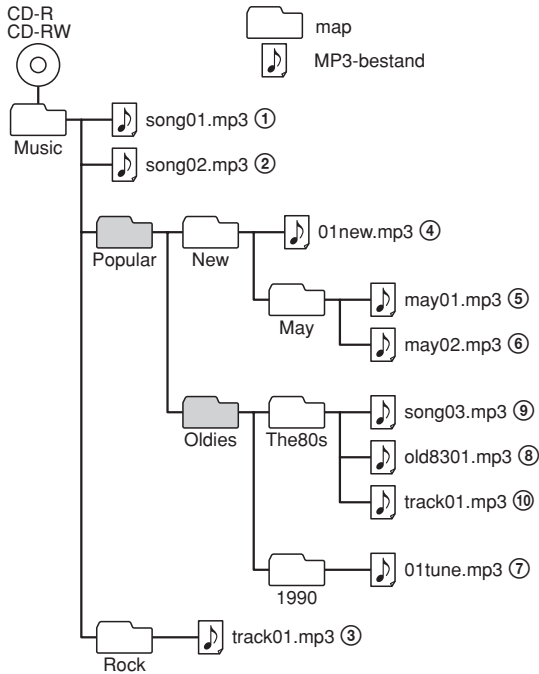 CD-R
CD-RW
map
MP3-bestand
Music
song01.mp3 ①
song02.mp3 ②
Popular
New
01new.mp3 ④
May
may01.mp3 ⑤
may02.mp3 ⑥
Oldies
The80s
song03.mp3 ⑨
old8301.mp3 ⑧
track01.mp3 ⑩
1990
01tune.mp3 ⑦
Rock
track01.mp3 ③